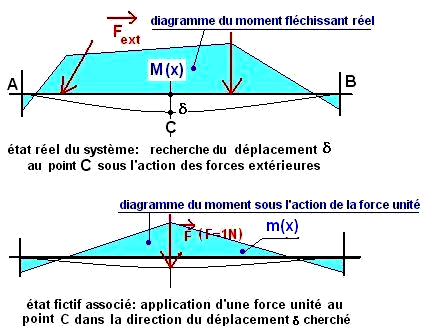 diagramme du moment fléchissant réel
F ext
A
M(x)
B
δ
C
état réel du système: recherche du déplacement δ
au point C sous l'action des forces extérieures
diagramme du moment sous l'action de la force unité
F (F=1N)
m(x)
état fictif associé: application d'une force unité au
point C dans la direction du déplacement δ cherché